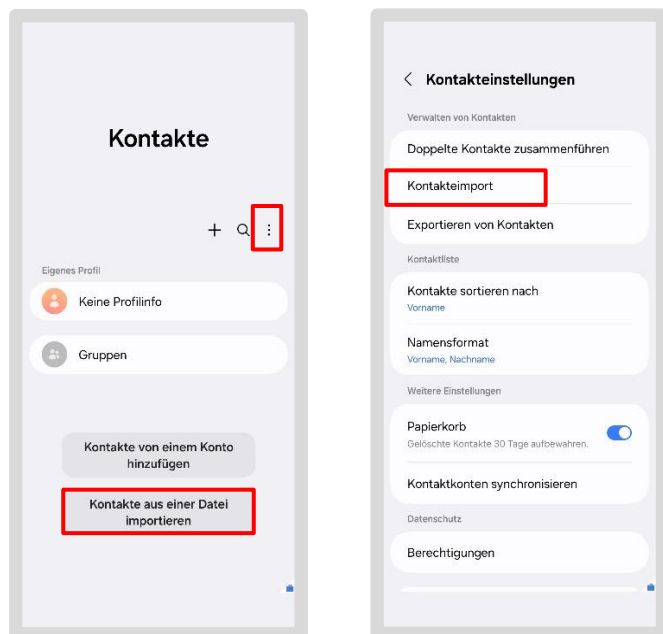 Kontakte
Eigenes Profil
Keine Profilinfo
Gruppen
Kontakte von einem Konto
hinzufügen
Kontakte aus einer Datei
importieren
Kontakteinstellungen
Verwalten von Kontakten
Doppelte Kontakte zusammenführen
Kontakteimport
Exportieren von Kontakten
Kontaktliste
Kontakte sortieren nach
Vorname
Namensformat
Vorname, Nachname
Weitere Einstellungen
Papierkorb
Gelöschte Kontakte 30 Tage aufbewahren.
Kontaktkonten synchronisieren
Datenschutz
Berechtigungen